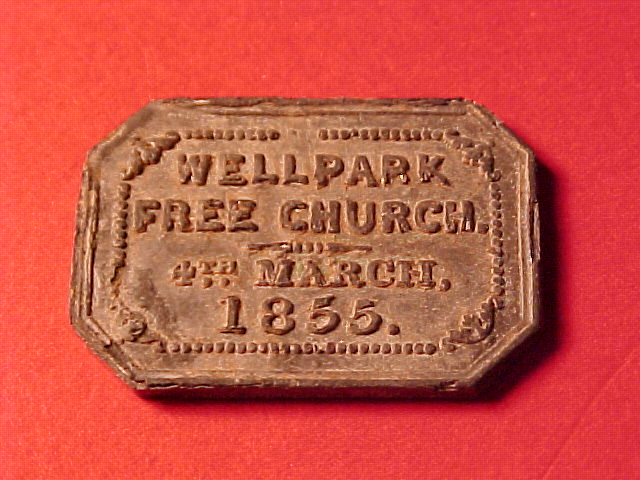 WELLPARK
FREE CHURCH.
4TH MARCH,
1855.